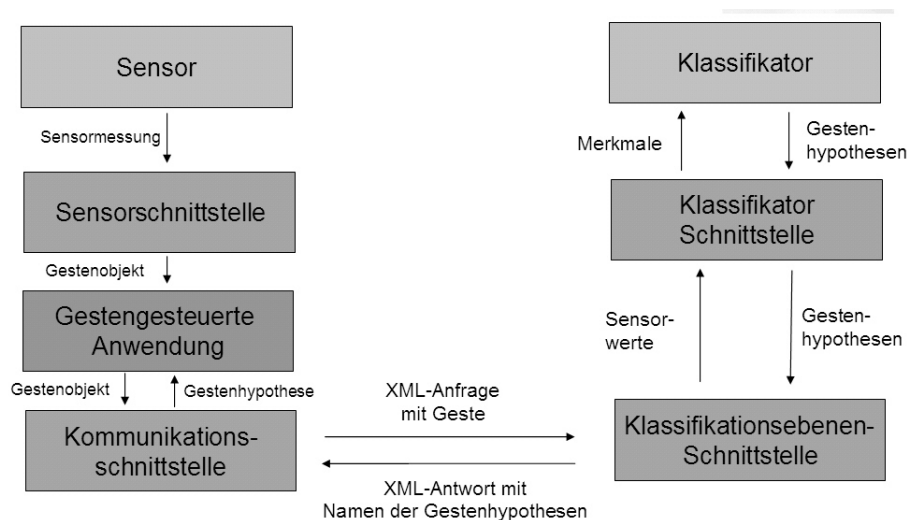 Sensor
Sensormessung
Sensorschnittstelle
Gestenobjekt
Gestengesteuerte
Anwendung
Gestenobjekt
Gestenhypothese
Kommunikations-
schnittstelle
XML-Anfrage
mit Geste
XML-Antwort mit
Namen der Gestenhypothesen
Klassifikator
Merkmale
Gesten-
hypothesen
Klassifikator
Schnittstelle
Sensor-
werte
Gesten-
hypothesen
Klassifikationsebenen-
Schnittstelle